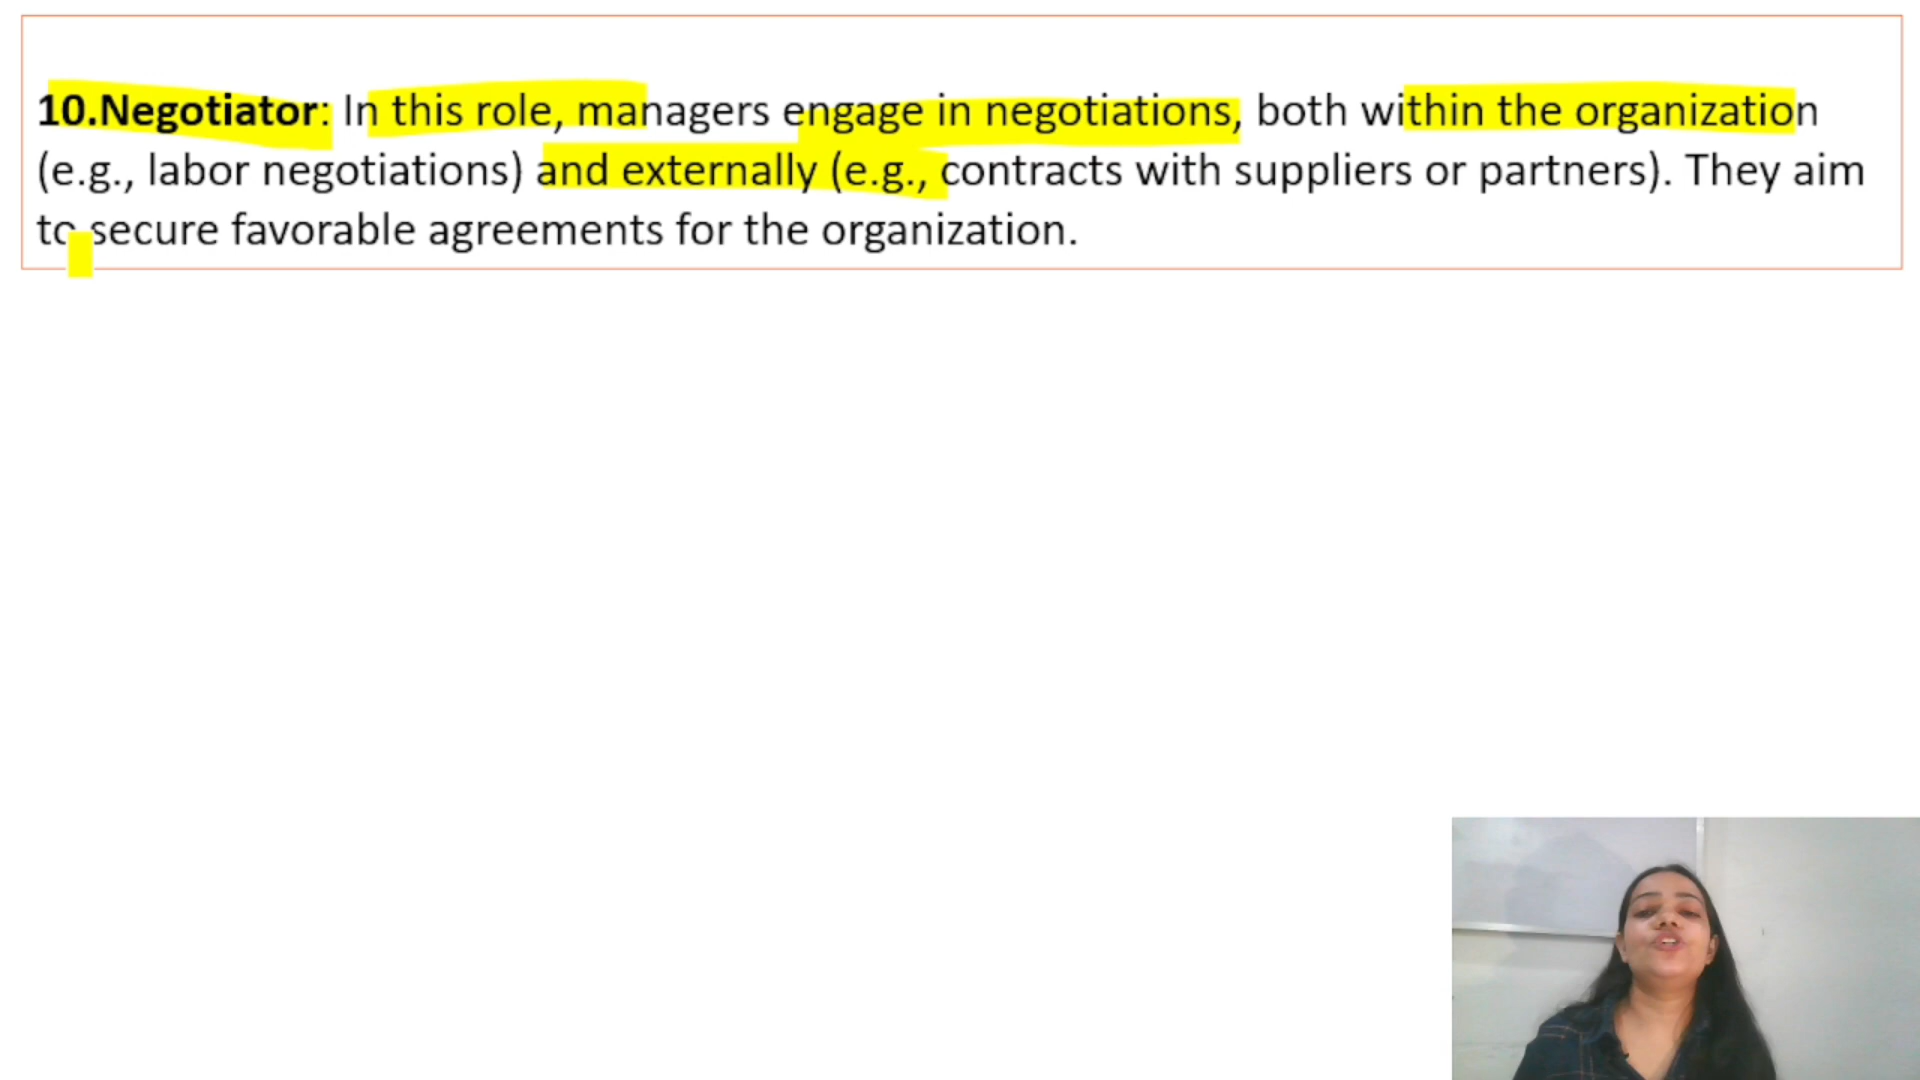 10.Negotiator: In this role, managers engage in negotiations, both within the organization
(e.g., labor negotiations) and externally (e.g., contracts with suppliers or partners). They aim
to secure favorable agreements for the organization.